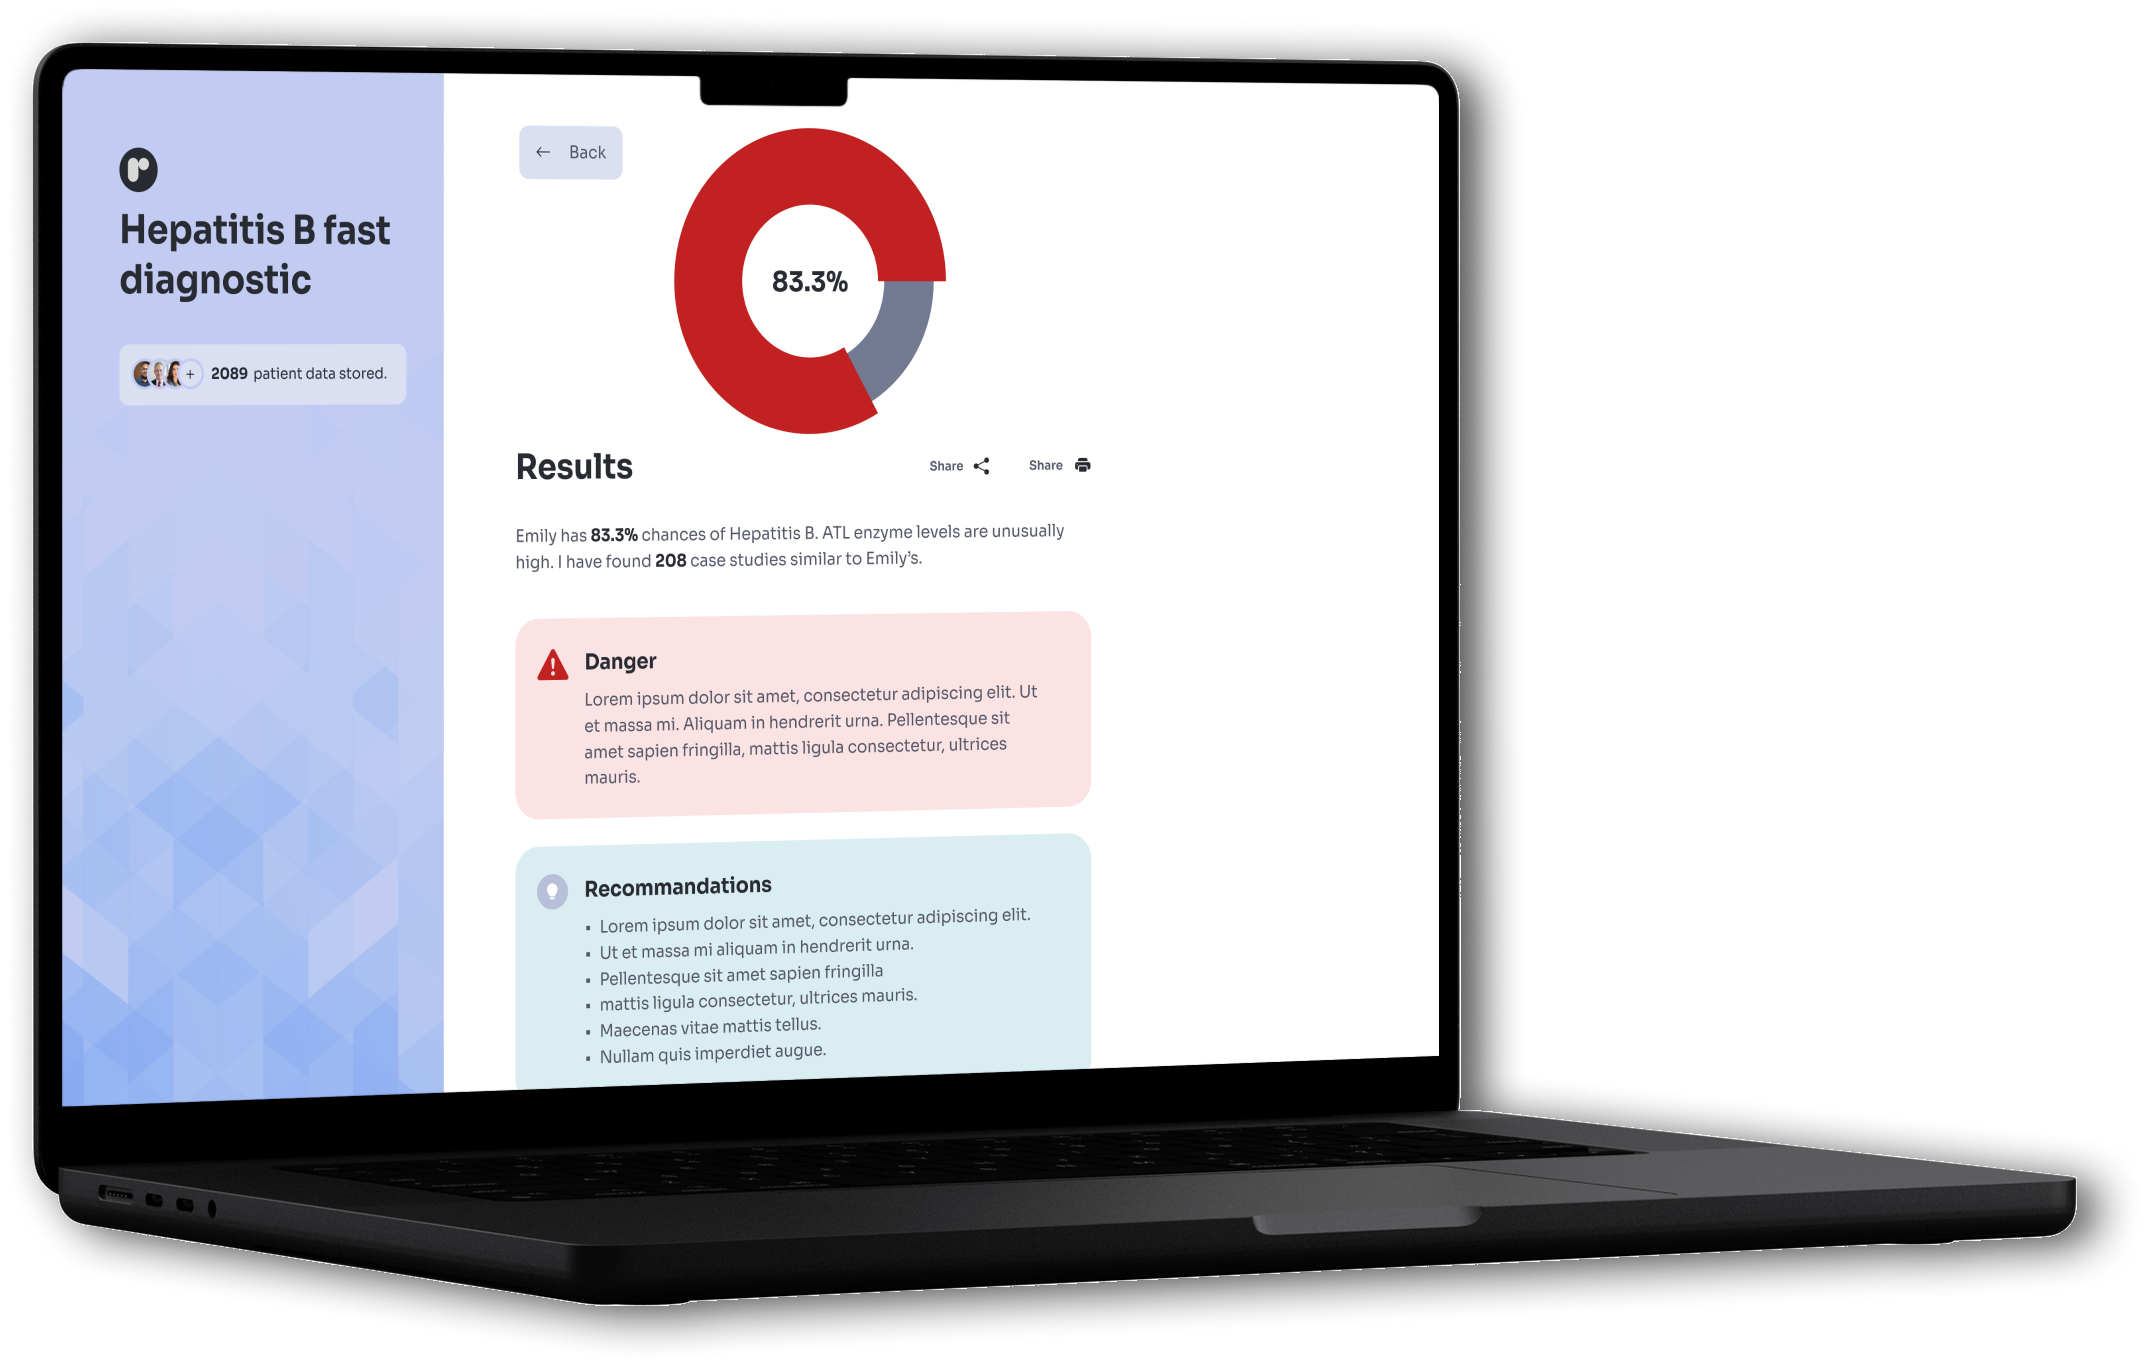 Hepatitis B fast
diagnostic
+ 2089 patient data stored.
← Back
83.3%
Results
Share
Share
Emily has 83.3% chances of Hepatitis B. ATL enzyme levels are unusually
high. I have found 208 case studies similar to Emily's.
Danger
Lorem ipsum dolor sit amet, consectetur adipiscing elit. Ut
et massa mi. Aliquam in hendrerit urna. Pellentesque sit
amet sapien fringilla, mattis ligula consectetur, ultrices
mauris.
Recommandations
• Lorem ipsum dolor sit amet, consectetur adipiscing elit.
• Ut et massa mi aliquam in hendrerit urna.
• Pellentesque sit amet sapien fringilla
• mattis ligula consectetur, ultrices mauris.
• Maecenas vitae mattis tellus.
• Nullam quis imperdiet augue.